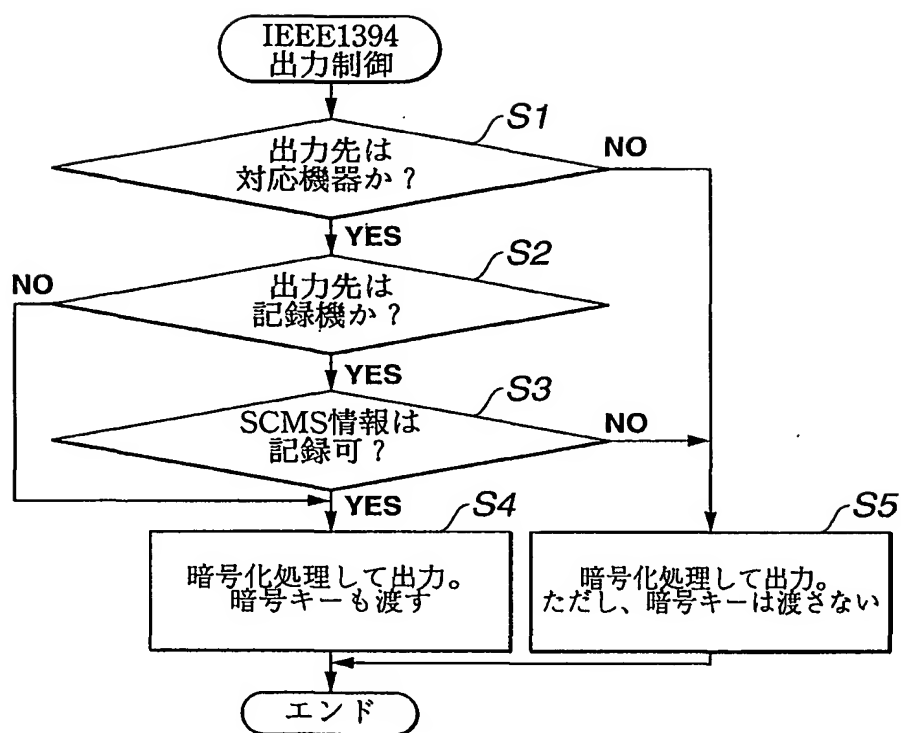 IEEE1394
出力制御
S1
出力先は
対応機器か？
NO
YES
S2
NO
出力先は
記録機か？
YES
S3
SCMS情報は
記録可？
NO
YES
S4
暗号化処理して出力。
暗号キーも渡す
S5
暗号化処理して出力。
ただし、暗号キーは渡さない
エンド